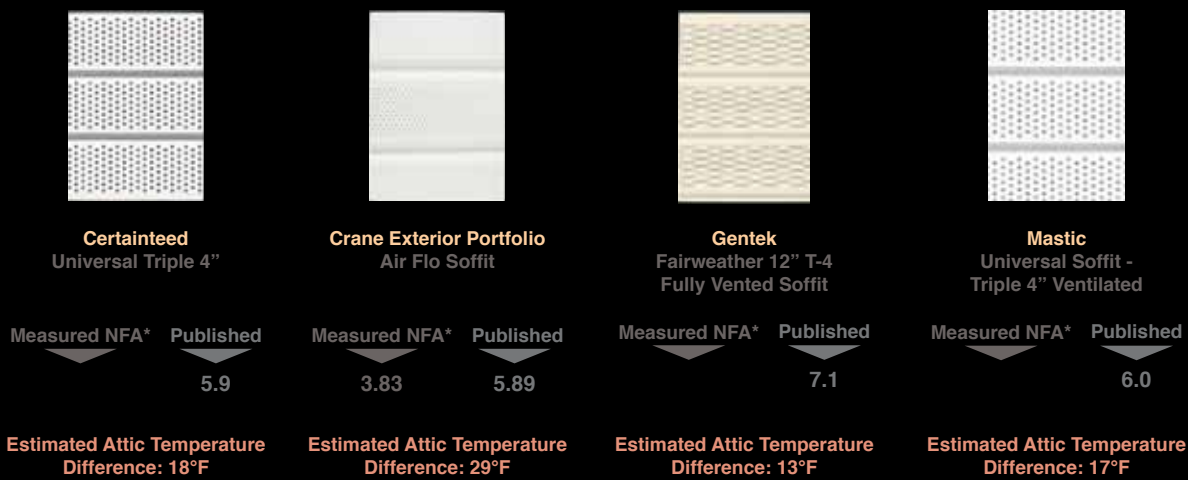 Certainteed
Universal Triple 4”
Measured NFA* Published
5.9
Estimated Attic Temperature
Difference: 18°F
Crane Exterior Portfolio
Air Flo Soffit
Measured NFA* Published
3.83 5.89
Estimated Attic Temperature
Difference: 29°F
Gentek
Fairweather 12” T-4
Fully Vented Soffit
Measured NFA* Published
7.1
Estimated Attic Temperature
Difference: 13°F
Mastic
Universal Soffit -
Triple 4” Ventilated
Measured NFA* Published
6.0
Estimated Attic Temperature
Difference: 17°F